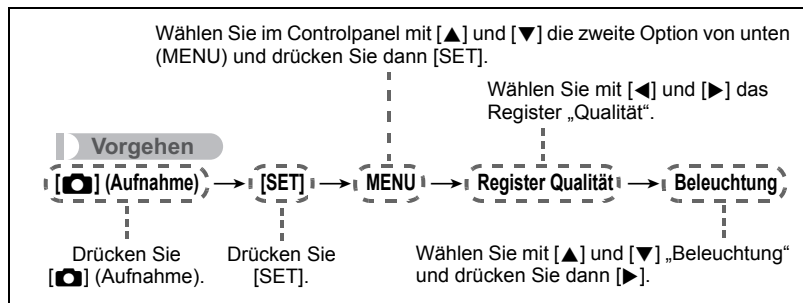 Wählen Sie im Controlpanel mit [▲] und [▼] die zweite Option von unten
(MENU) und drücken Sie dann [SET].
Wählen Sie mit [◀] und [▶] das
Register „Qualität“.
Vorgehen
[📷] (Aufnahme) → [SET] → MENU → Register Qualität → Beleuchtung
Drücken Sie
[📷] (Aufnahme).
Drücken Sie
[SET].
Wählen Sie mit [▲] und [▼] „Beleuchtung“
und drücken Sie dann [▶].